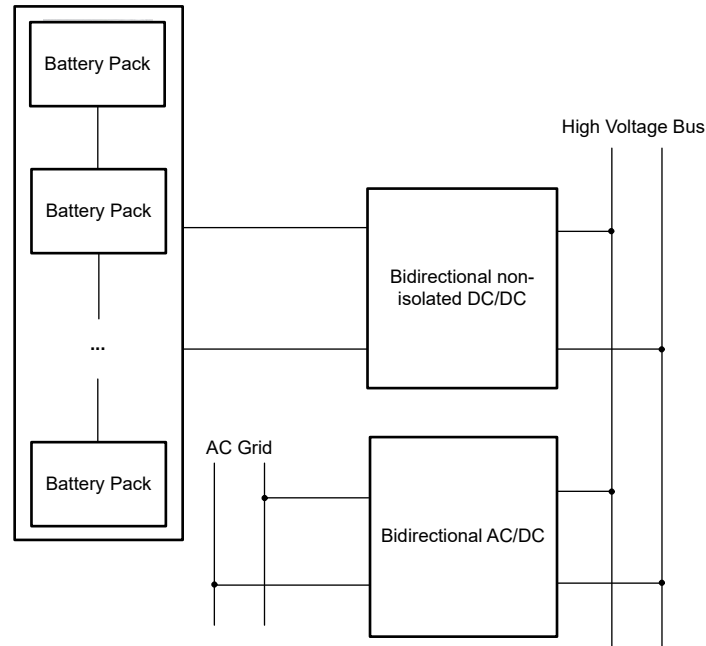 Battery Pack
High Voltage Bus
Battery Pack
Bidirectional non-
isolated DC/DC
...
AC Grid
Battery Pack
Bidirectional AC/DC